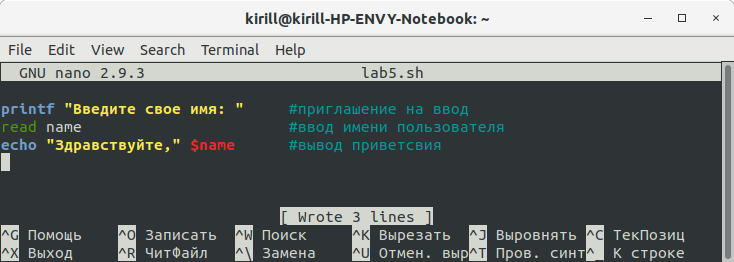 kirill@kirill-HP-ENVY-Notebook: ~
File Edit View Search Terminal Help
GNU nano 2.9.3 lab5.sh
printf "Введите свое имя: " #приглашение на ввод
read name #ввод имени пользователя
echo "Здравствуйте," $name #вывод приветсвия
[ Wrote 3 lines ]
^G Помощь ^O Записать ^W Поиск ^K Вырезать ^J Выровнять ^C ТекПозиц
^X Выход ^R ЧитФайл ^\ Замена ^U Отмен. выр^T Пров. синт^_ К строке